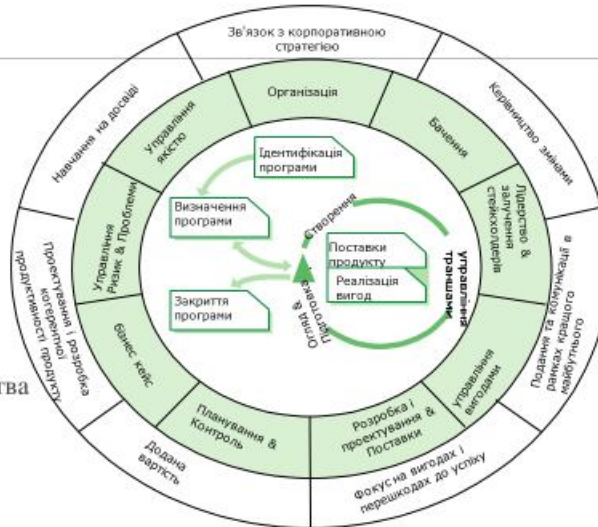 Зв'язок з корпоративною
стратегією
Керівництво змінами
Подання та комунікації в
рамках кращого
майбутнього
Фокус на вигодах і
перешкодах до успіху
Додана
вартість
Проектування і розробка
когерентної
продуктивності продукту
Навчання на досвіді
Організація
Бачення
Лідерство &
залучення
стейкхолдерів
управління
вигодами
Розробка і
проектування &
Поставки
Планування &
Контроль
бізнес кейс
Управління
Ризик & Проблеми
Управління
якістю
Ідентифікація
програми
Визначення
програми
Закриття
програми
Створення
Поставки
продукту
Реалізація
вигод
управління
траншами
Огляд &
Підготовка
тва